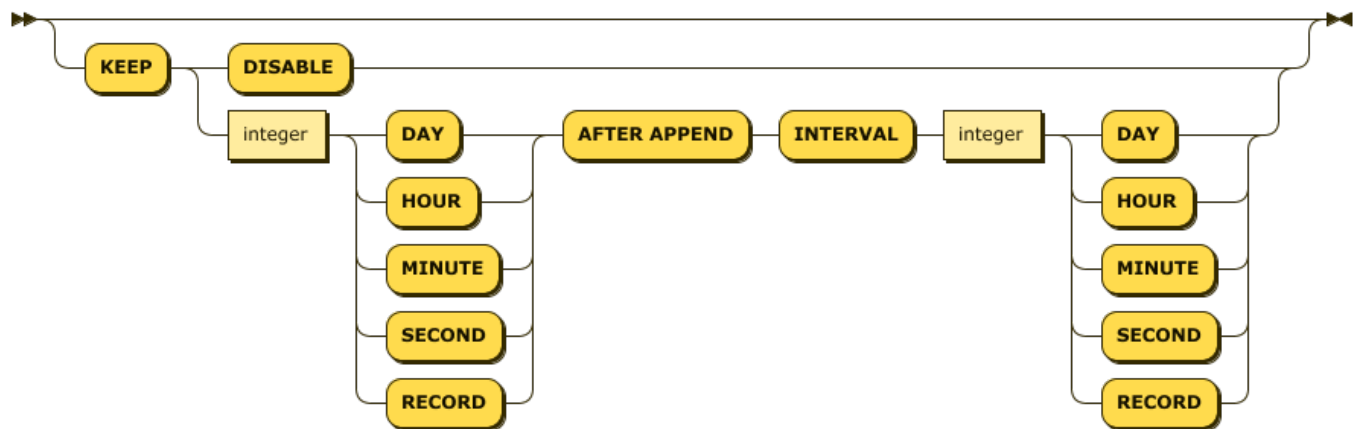 KEEP DISABLE
integer DAY AFTER APPEND INTERVAL integer DAY
HOUR HOUR
MINUTE MINUTE
SECOND SECOND
RECORD RECORD